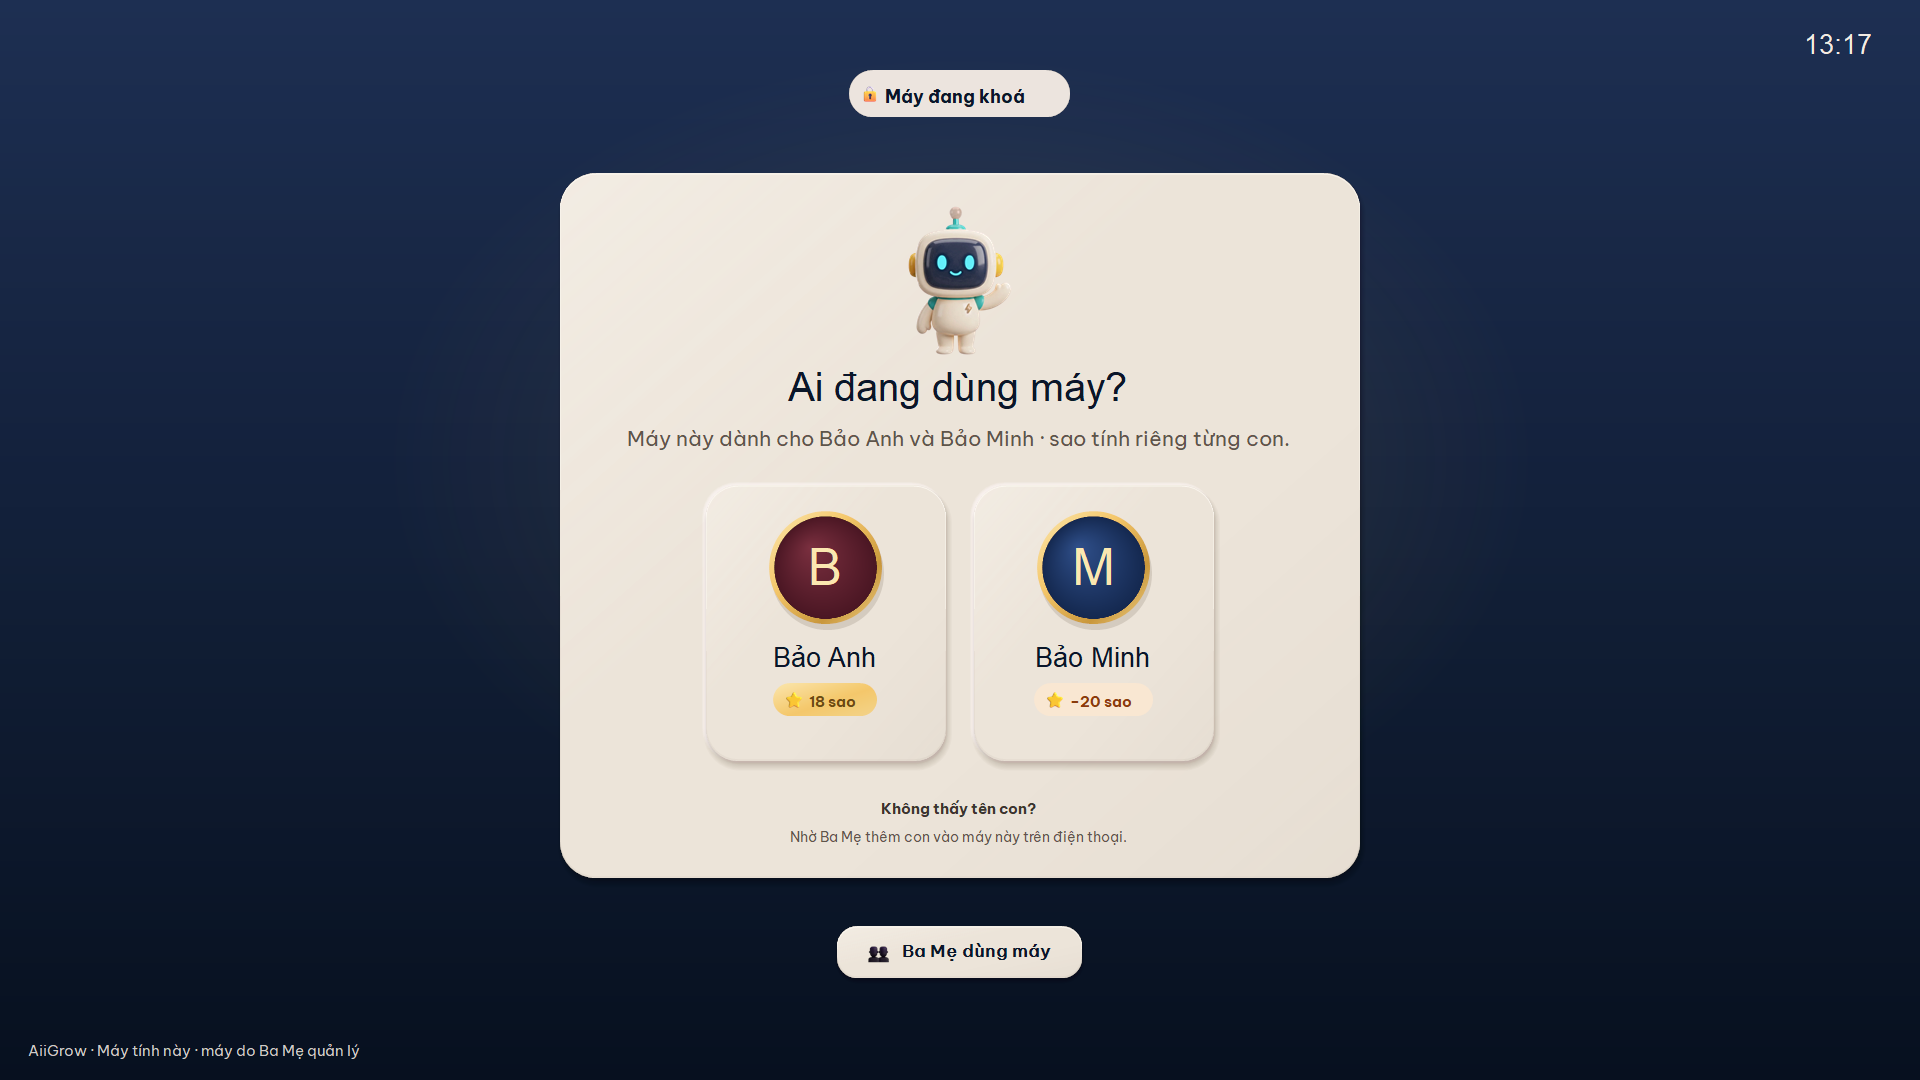 13:17
Máy đang khoá
Ai đang dùng máy?
Máy này dành cho Bảo Anh và Bảo Minh · sao tính riêng từng con.
B
M
Bảo Anh
Bảo Minh
18 sao
-20 sao
Không thấy tên con?
Nhờ Ba Mẹ thêm con vào máy này trên điện thoại.
Ba Mẹ dùng máy
AiiGrow · Máy tính này · máy do Ba Mẹ quản lý